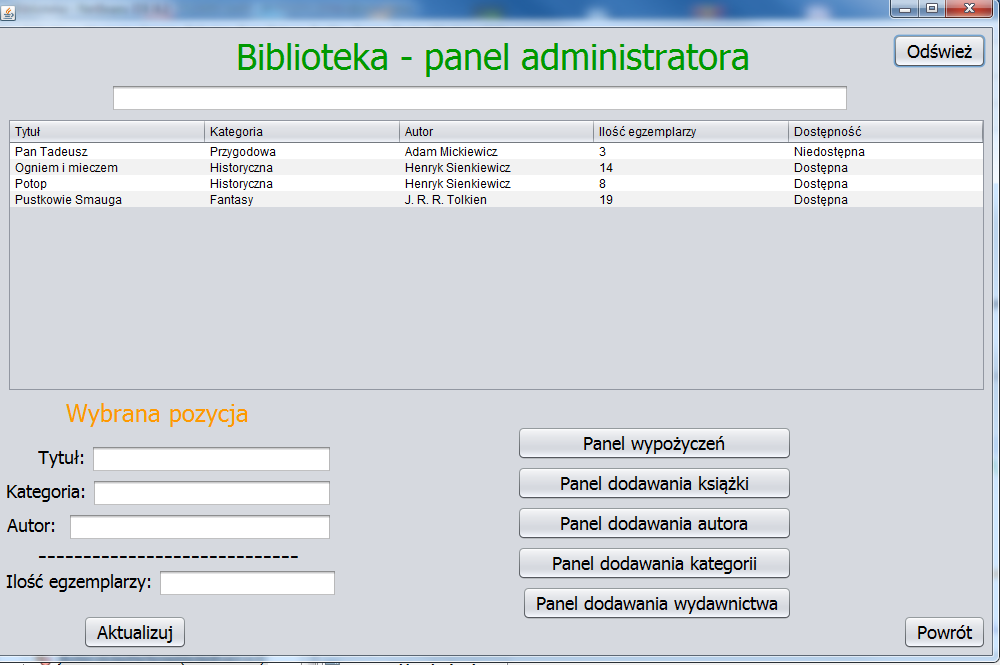 Biblioteka - panel administratora
Odśwież
Tytuł Kategoria Autor Ilość egzemplarzy Dostępność
Pan Tadeusz Przygodowa Adam Mickiewicz 3 Niedostępna
Ogniem i mieczem Historyczna Henryk Sienkiewicz 14 Dostępna
Potop Historyczna Henryk Sienkiewicz 8 Dostępna
Pustkowie Smauga Fantasy J. R. R. Tolkien 19 Dostępna
Wybrana pozycja
Tytuł:
Kategoria:
Autor:
-----------------------------
Ilość egzemplarzy:
Aktualizuj
Panel wypożyczeń
Panel dodawania książki
Panel dodawania autora
Panel dodawania kategorii
Panel dodawania wydawnictwa
Powrót